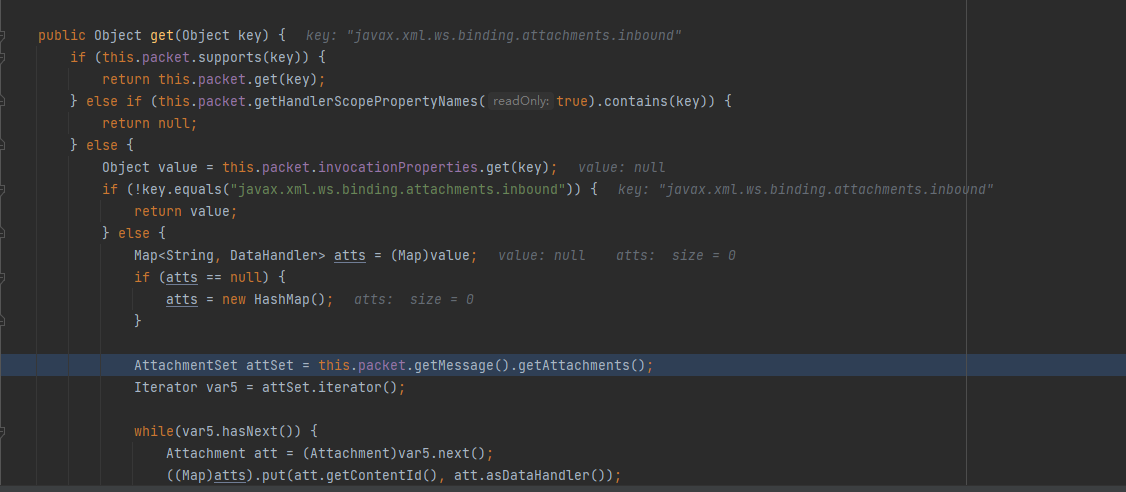 public Object get(Object key) { key: "javax.xml.ws.binding.attachments.inbound"
if (this.packet.supports(key)) {
return this.packet.get(key);
} else if (this.packet.getHandlerScopePropertyNames( readOnly: true).contains(key)) {
return null;
} else {
Object value = this.packet.invocationProperties.get(key); value: null
if (!key.equals("javax.xml.ws.binding.attachments.inbound")) { key: "javax.xml.ws.binding.attachments.inbound"
return value;
} else {
Map<String, DataHandler> atts = (Map)value; value: null atts: size = 0
if (atts == null) {
atts = new HashMap(); atts: size = 0
}
AttachmentSet attSet = this.packet.getMessage().getAttachments();
Iterator var5 = attSet.iterator();
while(var5.hasNext()) {
Attachment att = (Attachment)var5.next();
((Map)atts).put(att.getContentId(), att.asDataHandler());